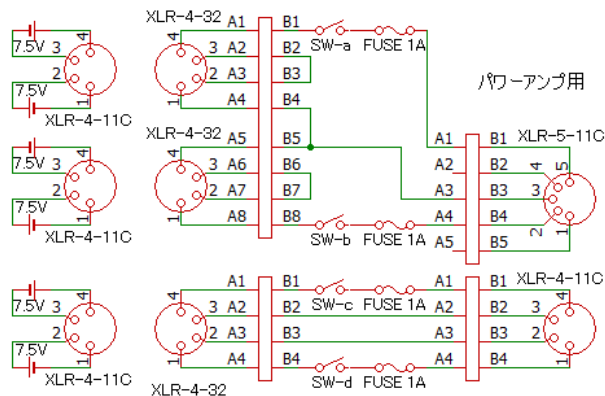 XLR-4-32
4 3 2 1 7.5V 7.5V XLR-4-11C
4 3 2 1
A1 B1 SW-a FUSE 1A
A2 B2
A3 B3
A4 B4
パワーアンプ用
XLR-4-32
4 3 2 1 7.5V 7.5V XLR-4-11C
4 3 2 1
A5 B5
A6 B6
A7 B7
A8 B8 SW-b FUSE 1A
XLR-5-11C
A1 B1
A2 B2
A3 B3
A4 B4
A5 B5
5 4 3 2 1
4 3 2 1 7.5V 7.5V XLR-4-11C
4 3 2 1
XLR-4-32
A1 B1 SW-c FUSE 1A A1 B1
A2 B2 A2 B2
A3 B3 A3 B3
A4 B4 SW-d FUSE 1A A4 B4
XLR-4-11C
4 3 2 1